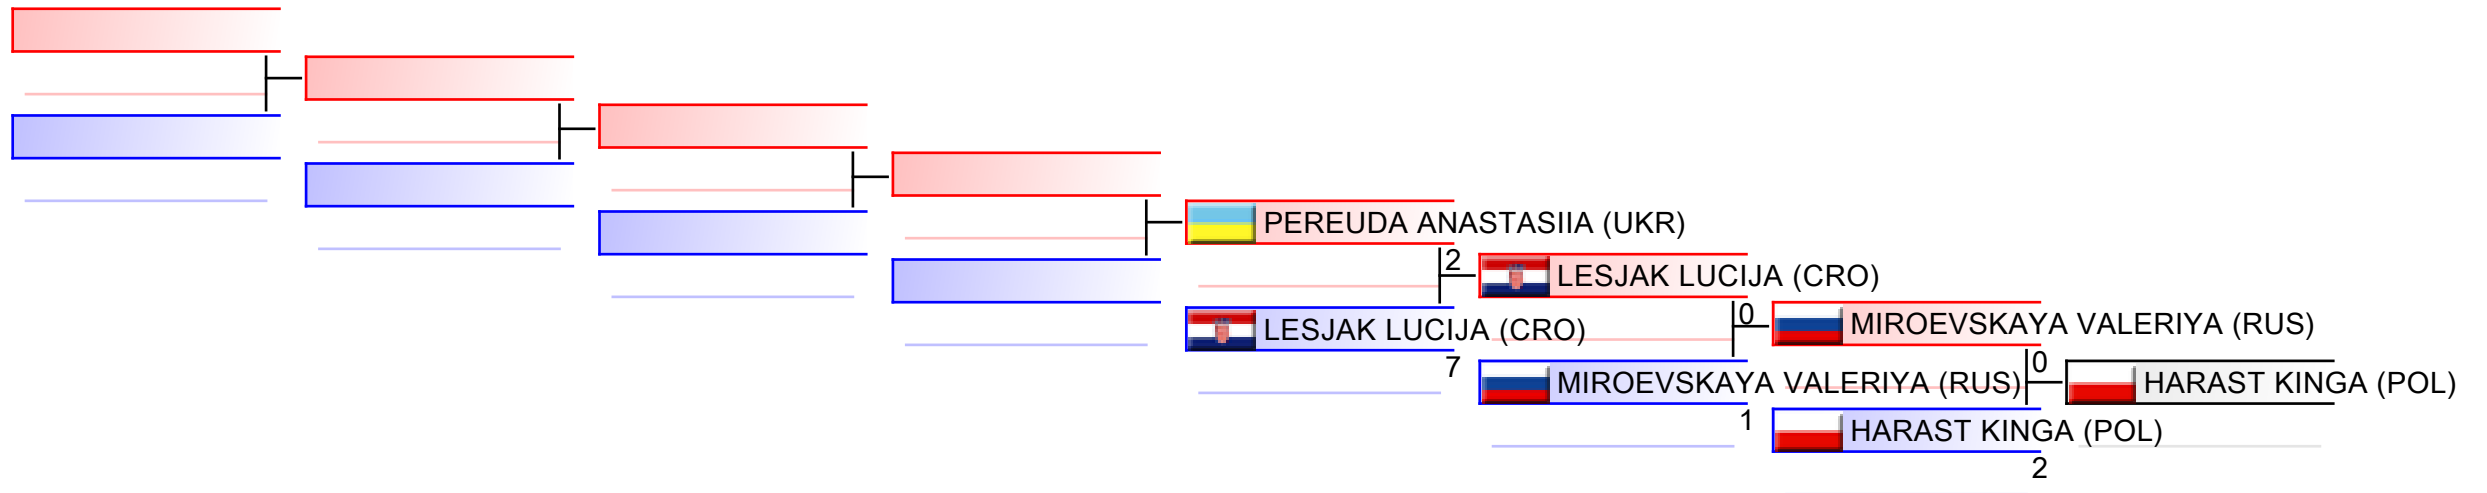 PEREUDA ANASTASIIA (UKR)
2
LESJAK LUCIJA (CRO)
LESJAK LUCIJA (CRO)
7
0
MIROEVSKAYA VALERIYA (RUS)
MIROEVSKAYA VALERIYA (RUS)
1
0
HARAST KINGA (POL)
HARAST KINGA (POL)
2